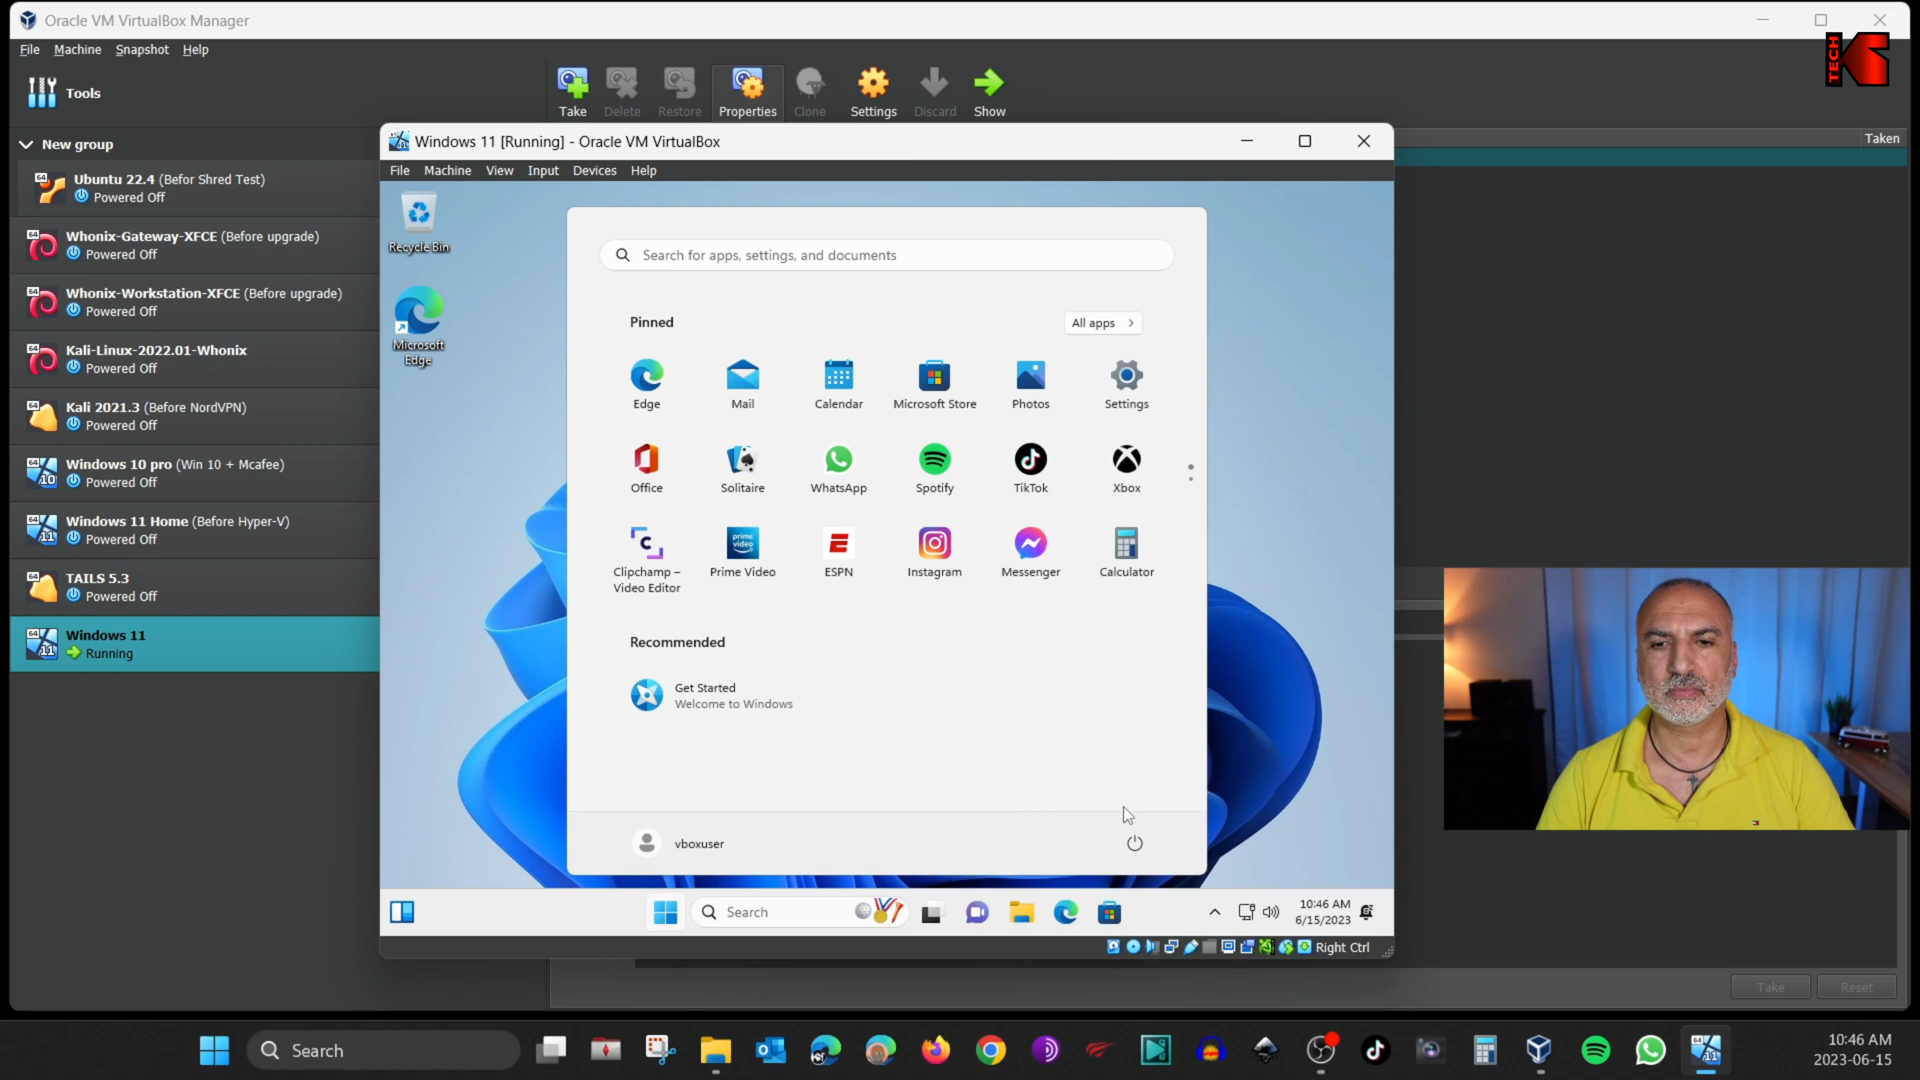 Oracle VM VirtualBox Manager
File Machine Snapshot Help
TECH K
Tools
Take Delete Restore Properties Clone Settings Discard Show
Taken
New group
Ubuntu 22.4 (Befor Shred Test)
Powered Off
Whonix-Gateway-XFCE (Before upgrade)
Powered Off
Whonix-Workstation-XFCE (Before upgrade)
Powered Off
Kali-Linux-2022.01-Whonix
Powered Off
Kali 2021.3 (Before NordVPN)
Powered Off
Windows 10 pro (Win 10 + Mcafee)
Powered Off
Windows 11 Home (Before Hyper-V)
Powered Off
TAILS 5.3
Powered Off
Windows 11
Running
Windows 11 [Running] - Oracle VM VirtualBox
File Machine View Input Devices Help
Recycle Bin
Microsoft
Edge
Search for apps, settings, and documents
Pinned
All apps
Edge Mail Calendar Microsoft Store Photos Settings
Office Solitaire WhatsApp Spotify TikTok Xbox
Clipchamp –
Video Editor
Prime Video ESPN Instagram Messenger Calculator
Recommended
Get Started
Welcome to Windows
vboxuser
Search
10:46 AM
6/15/2023
Right Ctrl
Take Reset
Search
10:46 AM
2023-06-15